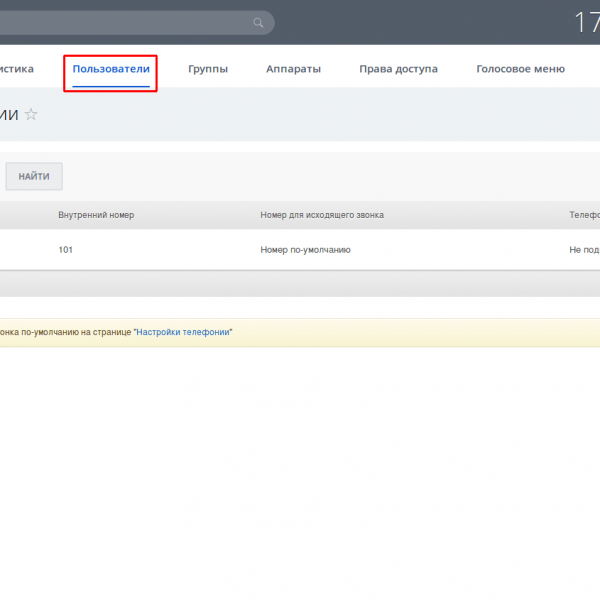 17
истика Пользователи Группы Аппараты Права доступа Голосовое меню
ии
НАЙТИ
Внутренний номер Номер для исходящего звонка Телефо
101 Номер по-умолчанию Не под
онка по-умолчанию на странице "Настройки телефонии"